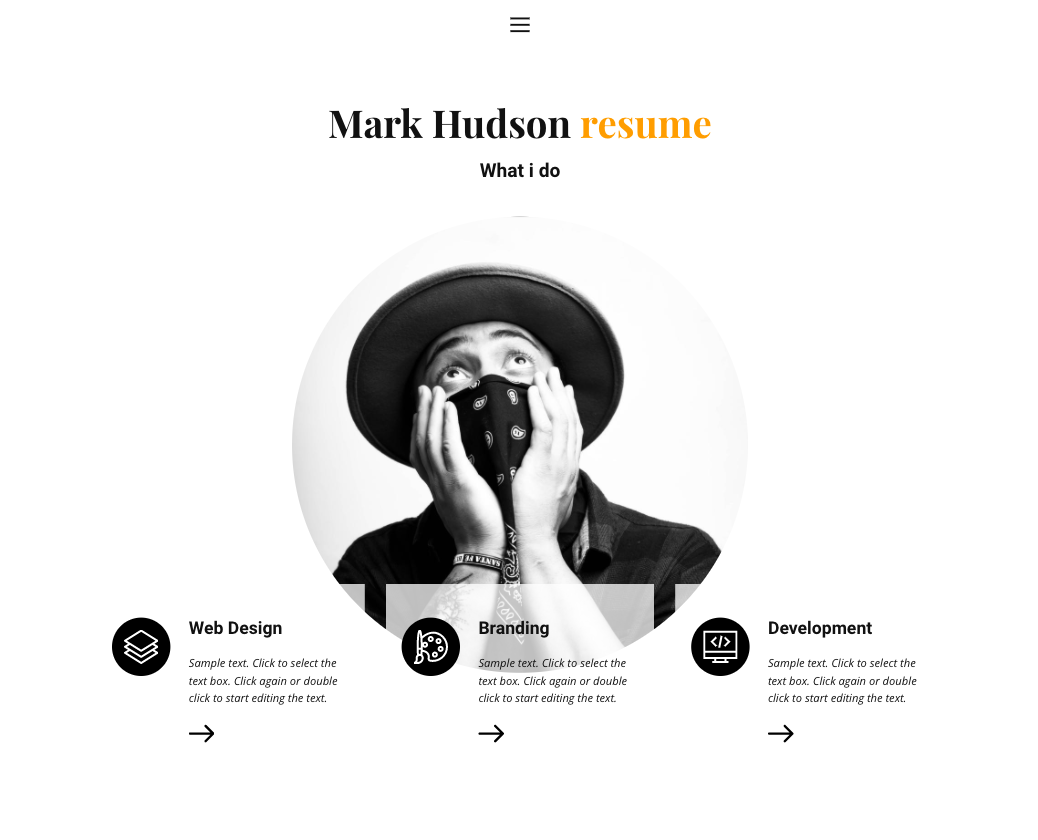 Mark Hudson resume
What i do
Web Design
Sample text. Click to select the
text box. Click again or double
click to start editing the text.
Branding
Sample text. Click to select the
text box. Click again or double
click to start editing the text.
Development
Sample text. Click to select the
text box. Click again or double
click to start editing the text.
SANTA FE